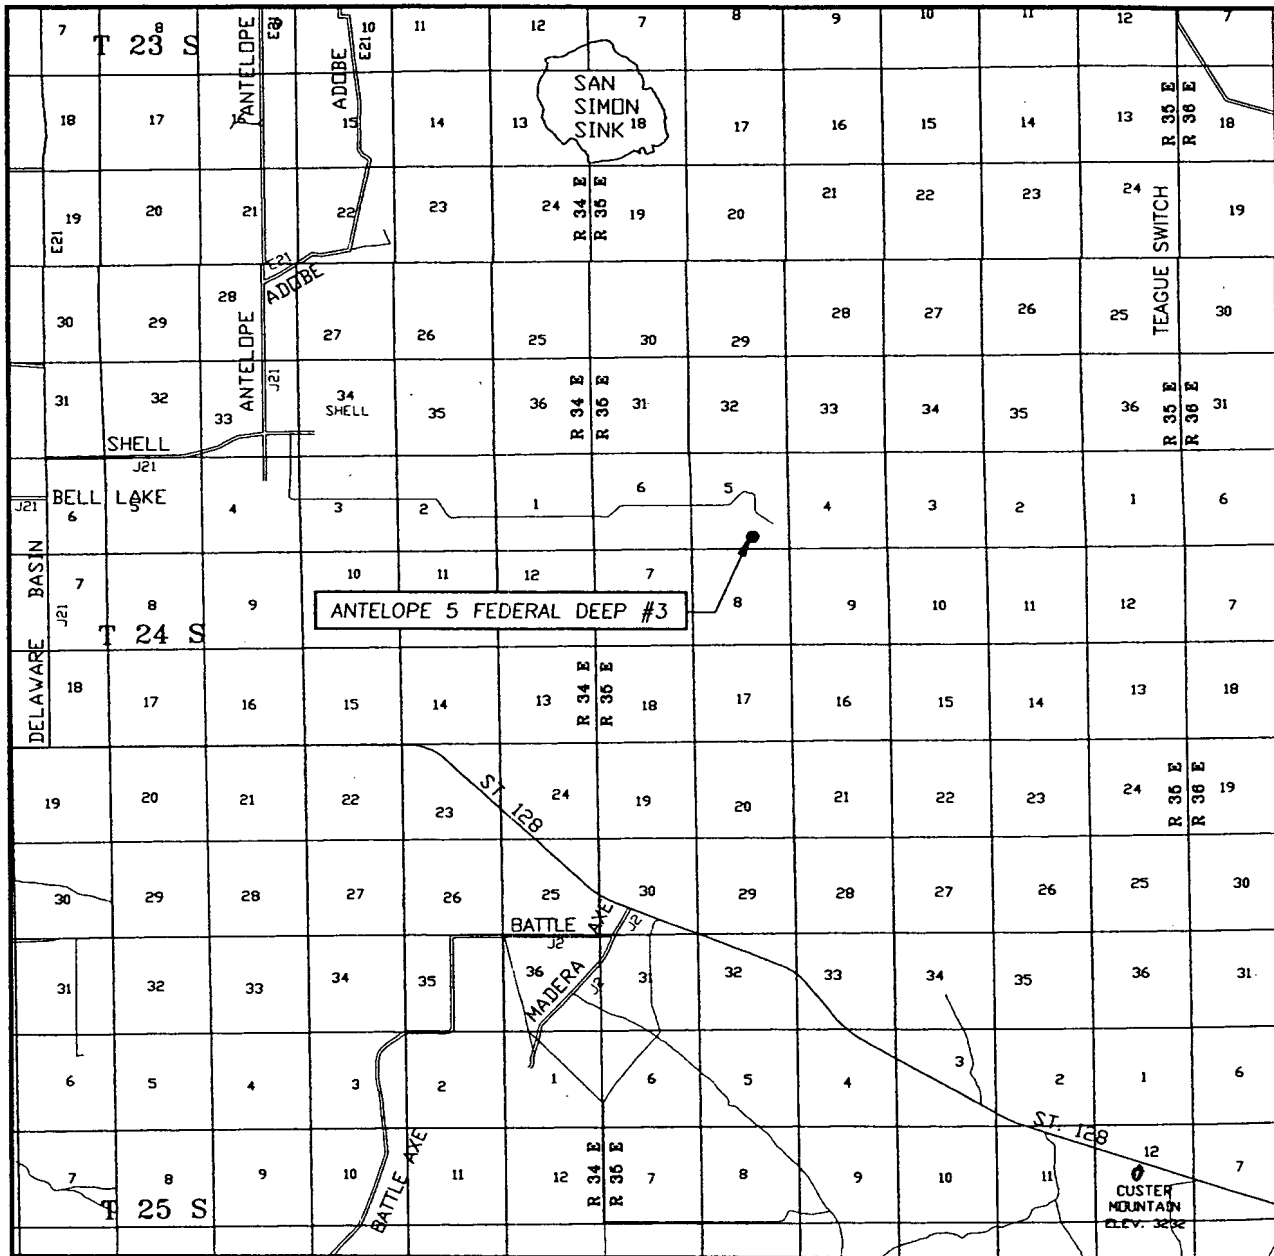 7 8 E21 10 11 12 7 8 9 10 11 12 7
T 23 S ANTELOPE ADOBE E21
SAN
SIMON
SINK
18 17 16 15 14 13 18 17 16 15 14 13 R 35 E R 36 E 18
19 20 21 22 23 24 R 34 E R 35 E 19 20 21 22 23 24 19
E21 TEAGUE SWITCH
E21
ADOBE
30 29 28 27 26 25 30 29 28 27 26 25 30
ANTELOPE J21
31 32 33 34 35 36 R 34 E R 35 E 31 32 33 34 35 36 R 35 E R 36 E 31
SHELL
SHELL
J21
BELL LAKE
J21 6 5 4 3 2 1 6 5 4 3 2 1 6
DELAWARE BASIN
J21
7 8 9 10 11 12 7 8 9 10 11 12 7
ANTELOPE 5 FEDERAL DEEP #3
T 24 S
18 17 16 15 14 13 R 34 E R 35 E 18 17 16 15 14 13 18
19 20 21 22 23 24 19 20 21 22 23 24 R 35 E R 36 E 19
ST. 128
30 29 28 27 26 25 30 29 28 27 26 25 30
BATTLE AXE J2
J2
31 32 33 34 35 36 31 32 33 34 35 36 31
MADERA J2
6 5 4 3 2 1 6 5 4 3 2 1 6
ST. 128
7 8 9 10 11 12 R 34 E R 35 E 7 8 9 10 11 12 7
BATTLE AXE
T 25 S
CUSTER
MOUNTAIN
ELEV. 3232